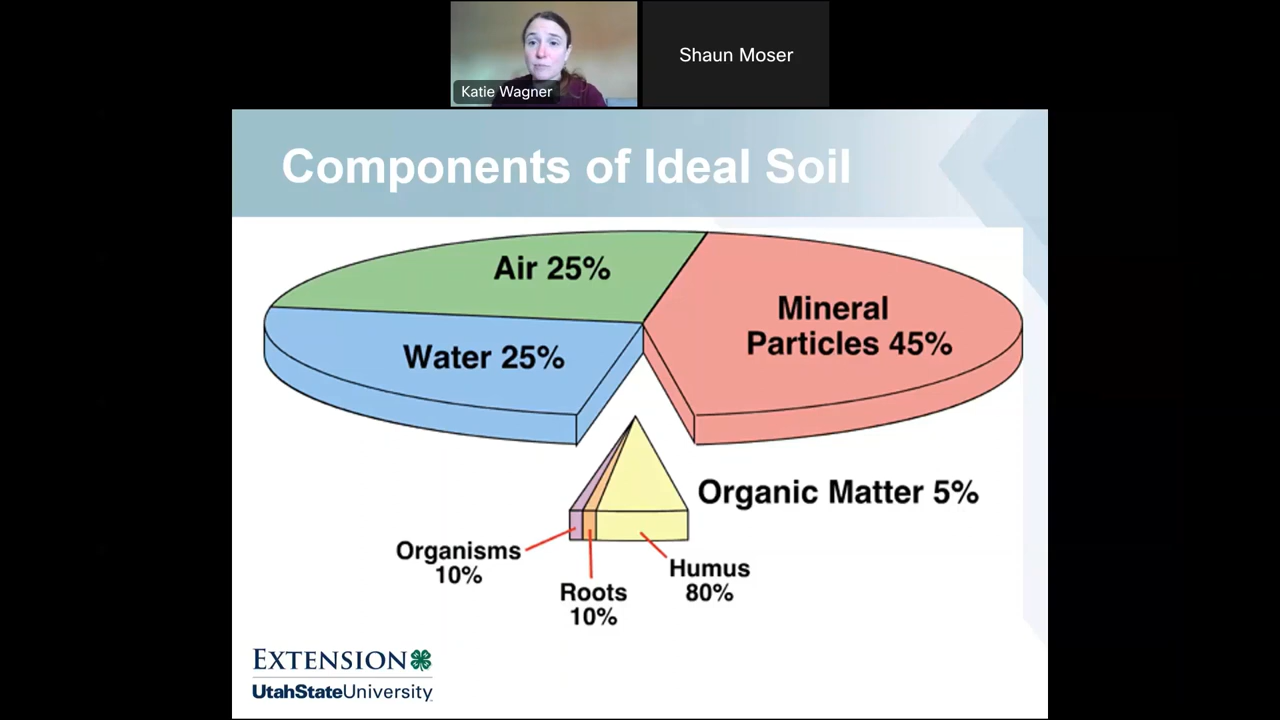 Katie Wagner
Shaun Moser
Components of Ideal Soil
Air 25%
Mineral
Particles 45%
Water 25%
Organic Matter 5%
Organisms
10%
Roots
10%
Humus
80%
EXTENSION
UtahStateUniversity